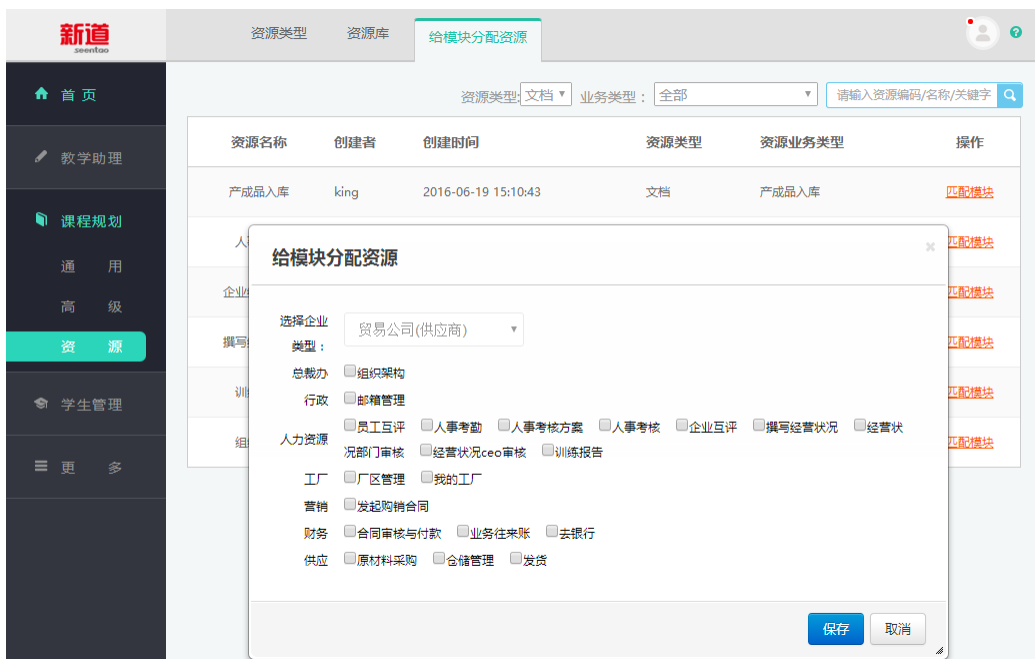 新道
seentao
资源类型
资源库
给模块分配资源
首 页
教学助理
课程规划
通 用
高 级
资 源
学生管理
更 多
资源类型: 文档 业务类型： 全部 请输入资源编码/名称/关键字
资源名称 创建者 创建时间 资源类型 资源业务类型 操作
产成品入库 king 2016-06-19 15:10:43 文档 产成品入库 匹配模块
人 匹配模块
企业 匹配模块
撰写 匹配模块
训 匹配模块
组 匹配模块
给模块分配资源
选择企业
类型：
贸易公司(供应商)
总裁办 组织架构
行政 邮箱管理
人力资源 员工互评 人事考勤 人事考核方案 人事考核 企业互评 撰写经营状况 经营状
况部门审核 经营状况ceo审核 训练报告
工厂 厂区管理 我的工厂
营销 发起购销合同
财务 合同审核与付款 业务往来账 去银行
供应 原材料采购 仓储管理 发货
保存 取消